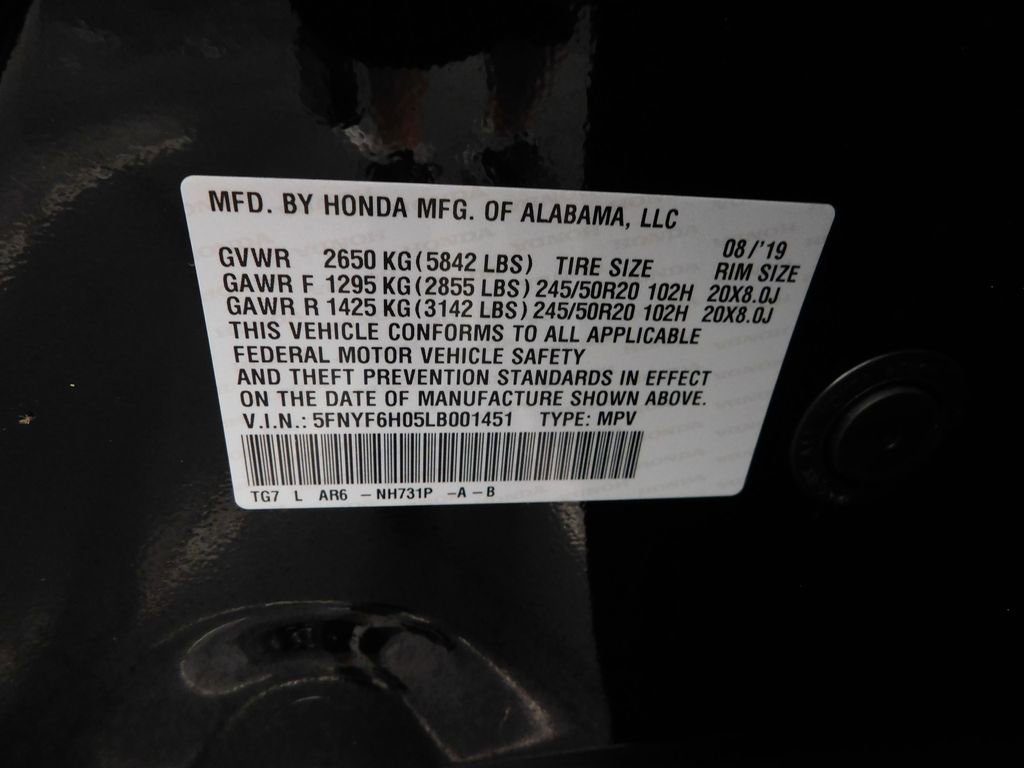 MFD. BY HONDA MFG. OF ALABAMA, LLC
08/'19
GVWR 2650 KG (5842 LBS) TIRE SIZE RIM SIZE
GAWR F 1295 KG (2855 LBS) 245/50R20 102H 20X8.0J
GAWR R 1425 KG (3142 LBS) 245/50R20 102H 20X8.0J
THIS VEHICLE CONFORMS TO ALL APPLICABLE
FEDERAL MOTOR VEHICLE SAFETY
AND THEFT PREVENTION STANDARDS IN EFFECT
ON THE DATE OF MANUFACTURE SHOWN ABOVE.
V.I.N.: 5FNYF6H05LB001451 TYPE: MPV
TG7 L AR6 – NH731P –A – B